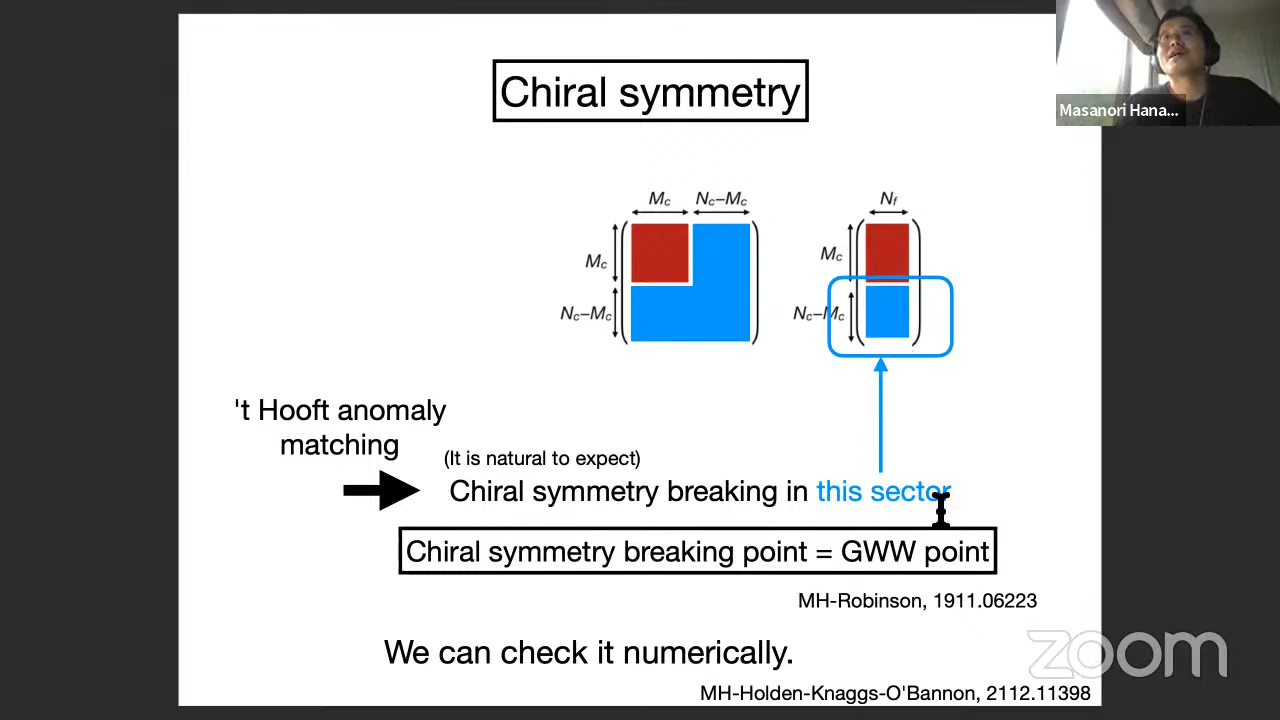 Chiral symmetry
Masanori Hana...
Mc
Nc–Mc
Nf
Mc
Mc
Nc–Mc
Nc–Mc
't Hooft anomaly
matching
(It is natural to expect)
Chiral symmetry breaking in this sector
Chiral symmetry breaking point = GWW point
MH-Robinson, 1911.06223
We can check it numerically.
zoom
MH-Holden-Knaggs-O'Bannon, 2112.11398